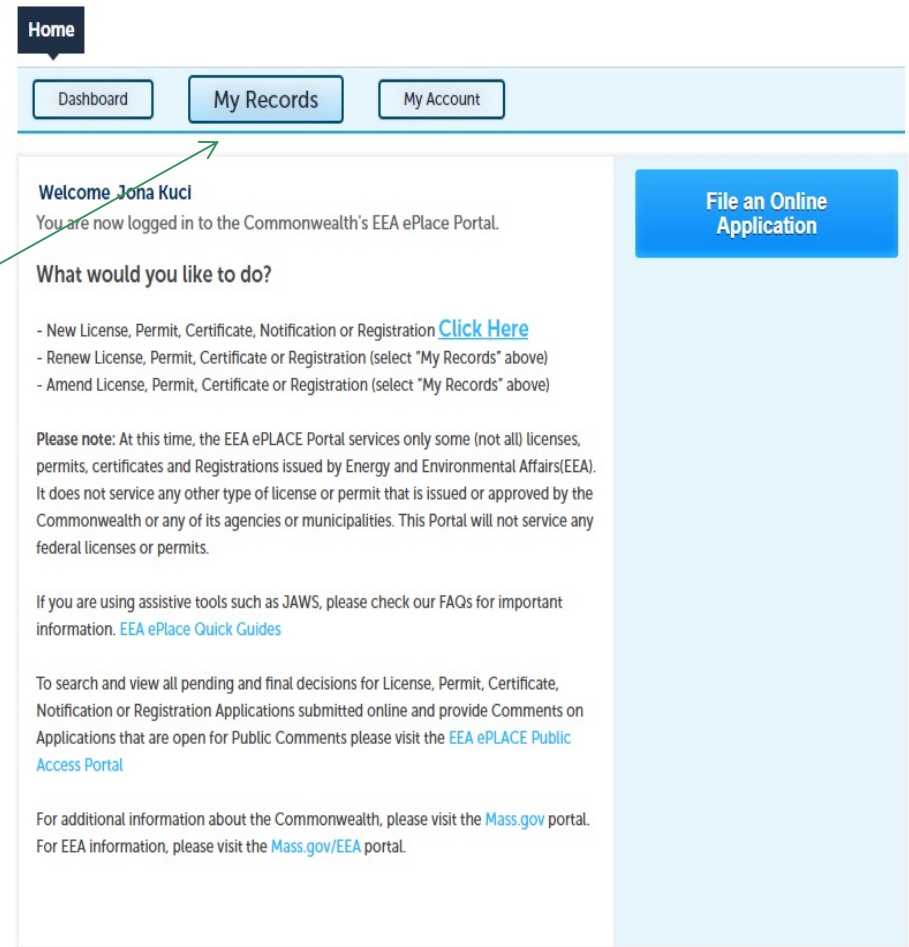 Home
Dashboard My Records My Account
Welcome Jona Kuci
You are now logged in to the Commonwealth's EEA ePlace Portal.
File an Online
Application
What would you like to do?
- New License, Permit, Certificate, Notification or Registration Click Here
- Renew License, Permit, Certificate or Registration (select "My Records" above)
- Amend License, Permit, Certificate or Registration (select "My Records" above)
Please note: At this time, the EEA ePLACE Portal services only some (not all) licenses,
permits, certificates and Registrations issued by Energy and Environmental Affairs(EEA).
It does not service any other type of license or permit that is issued or approved by the
Commonwealth or any of its agencies or municipalities. This Portal will not service any
federal licenses or permits.
If you are using assistive tools such as JAWS, please check our FAQs for important
information. EEA ePlace Quick Guides
To search and view all pending and final decisions for License, Permit, Certificate,
Notification or Registration Applications submitted online and provide Comments on
Applications that are open for Public Comments please visit the EEA ePLACE Public
Access Portal
For additional information about the Commonwealth, please visit the Mass.gov portal.
For EEA information, please visit the Mass.gov/EEA portal.